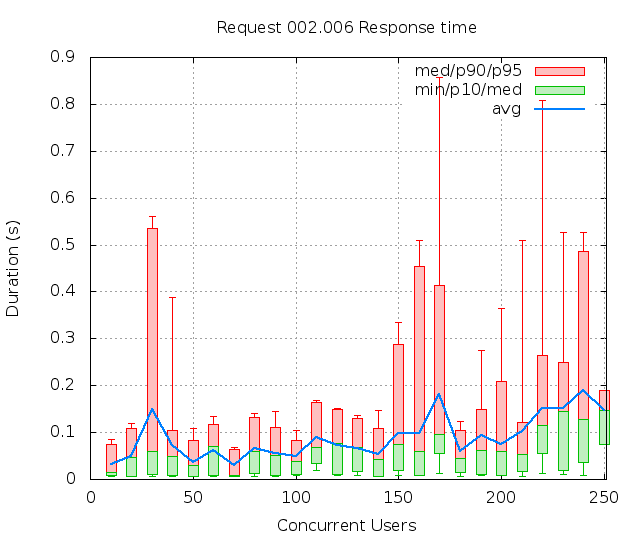 Request 002.006 Response time
0.9
0.8
0.7
0.6
0.5
0.4
0.3
0.2
0.1
0
Duration (s)
med/p90/p95
min/p10/med
avg
0 50 100 150 200 250
Concurrent Users